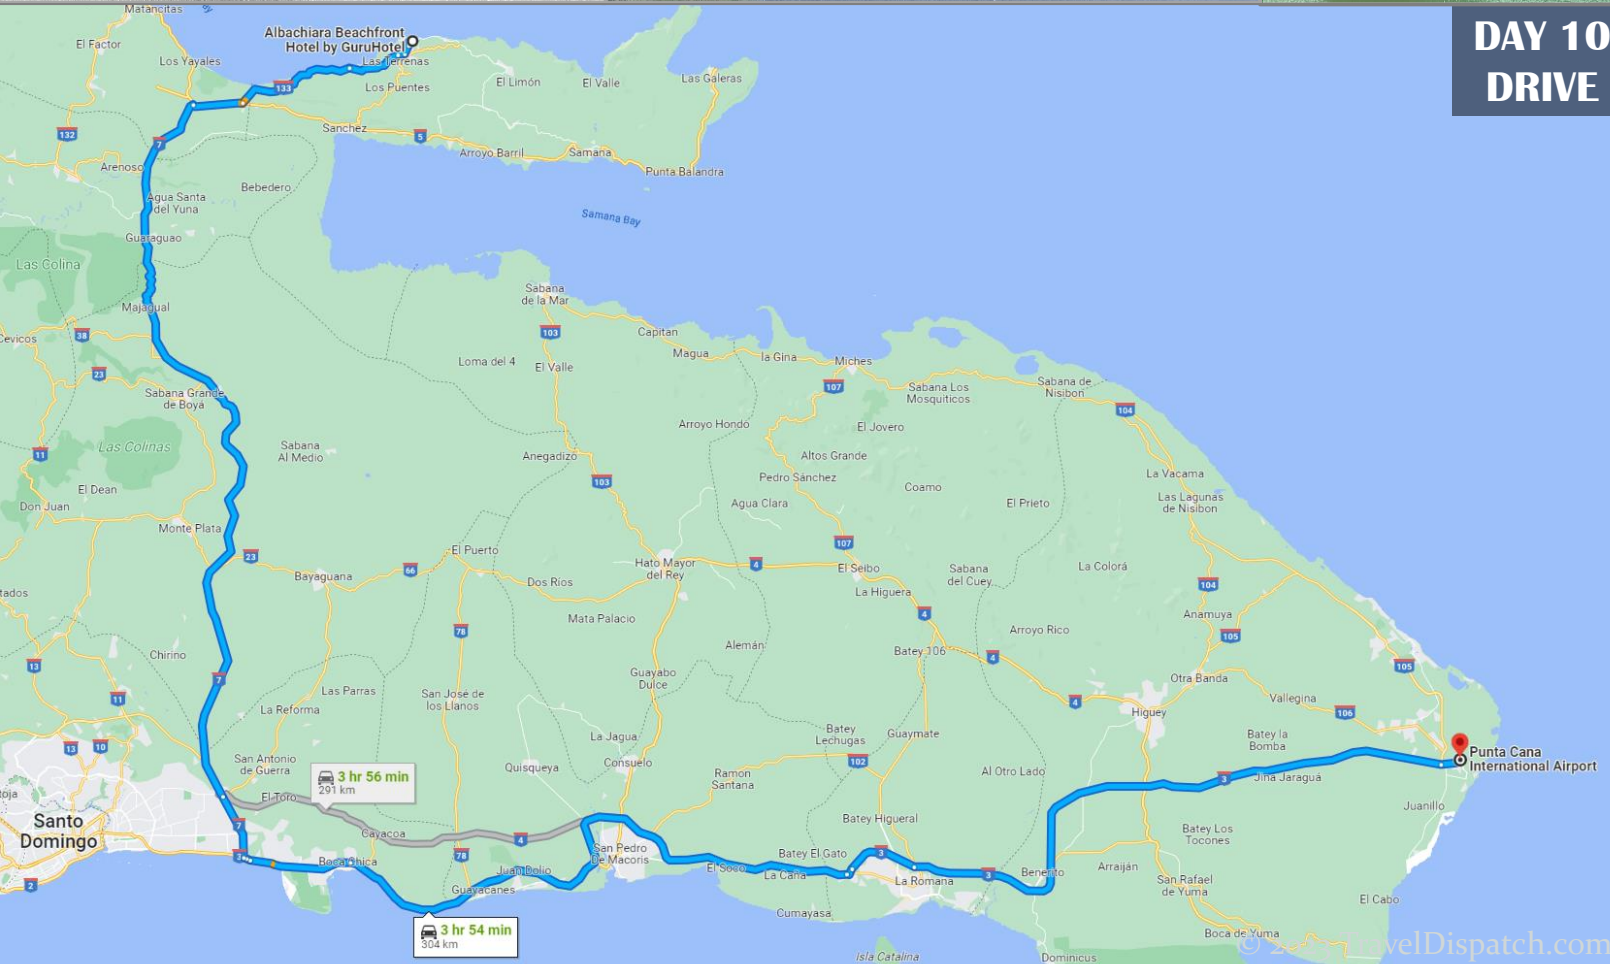 Matancitas
DAY 10
DRIVE
Albachiara Beachfront
Hotel by GuruHotel
El Factor
Los Yayales
Las Terrenas
Las Galeras
El Limón
El Valle
133
Los Puentes
132
7
Sanchez
5
Arroyo Barril
Samana
Arenoso
Punta Balandra
Bebedero
Agua Santa
del Yuna
Samana Bay
Guaraguao
Las Colina
Sabana
de la Mar
Majagual
Cevicos
38
103
Capitan
Magua
la Gina
Miches
Loma del 4
El Valle
23
107
Sabana Los
Mosquiticos
Sabana de
Nisibon
Sabana Grande
de Boyá
104
Arroyo Hondo
El Jovero
Las Colinas
Sabana
Al Medio
11
Anegadizo
Altos Grande
103
Pedro Sánchez
La Vacama
El Dean
Coamo
Don Juan
Agua Clara
El Prieto
Las Lagunas
de Nisibon
Monte Plata
107
23
El Puerto
66
Bayaguana
Dos Rios
Hato Mayor
del Rey
4
El Seibo
Sabana
del Cuey
La Colorá
tados
La Higuera
104
Mata Palacio
4
Anamuya
78
Arroyo Rico
105
Chirino
Alemán
Batey 106
4
13
105
7
Guayabo
Dulce
Otra Banda
11
Las Parras
San José de
los Llanos
4
Vallegina
La Reforma
Higuey
106
13
10
La Jagua
Batey
Lechugas
Guaymate
Batey la
Bomba
Punta Cana
International Airport
San Antonio
de Guerra
Quisqueya
Consuelo
102
Ramon
Santana
Al Otro Lado
3
Jina Jaragua
3 hr 56 min
291 km
El Toro
Juanillo
Santo
Domingo
7
Cayacoa
4
Batey Higueral
Batey Los
Tocones
78
San Pedro
De Macoris
Batey El Gato
3
3
Boca Chica
Juan Dolio
El Soco
La Caña
La Romana
3
Benerito
Arraiján
2
Guayacanes
San Rafael
de Yuma
El Cabo
Cumayasa
3 hr 54 min
304 km
Boca de Yuma
Isla Catalina
Dominicus
TravelDispatch.com